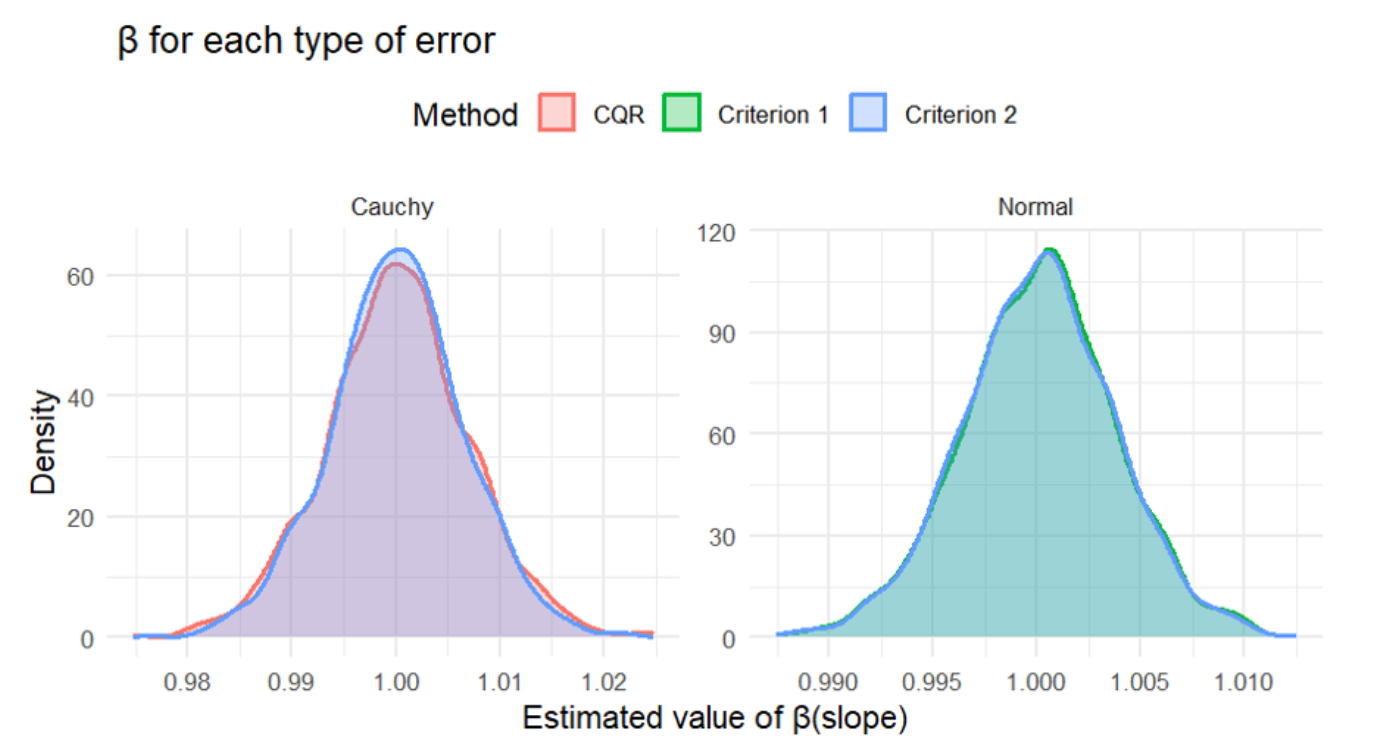 β for each type of error
Method CQR Criterion 1 Criterion 2
Cauchy Normal
Density
60
40
20
0
0.98 0.99 1.00 1.01 1.02
120
90
60
30
0
0.990 0.995 1.000 1.005 1.010
Estimated value of β(slope)